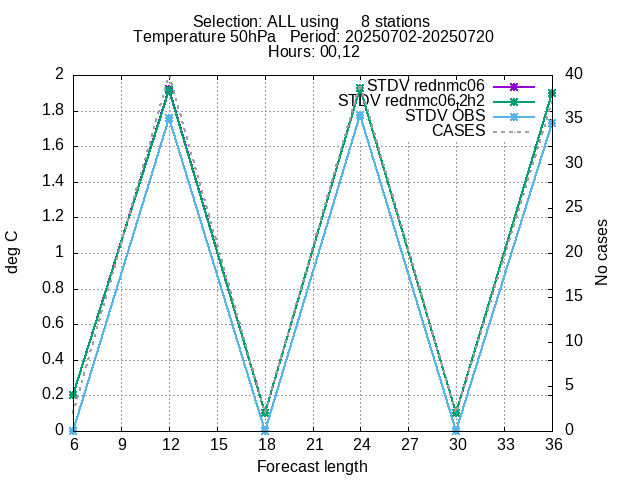 Selection: ALL using     8 stations
Temperature 50hPa   Period: 20250702-20250720
Hours: 00,12
STDV rednmc06
STDV rednmc06.2h2
STDV OBS
CASES
2
1.8
1.6
1.4
1.2
1
0.8
0.6
0.4
0.2
0
deg C
40
35
30
25
20
15
10
5
0
No cases
6 9 12 15 18 21 24 27 30 33 36
Forecast length